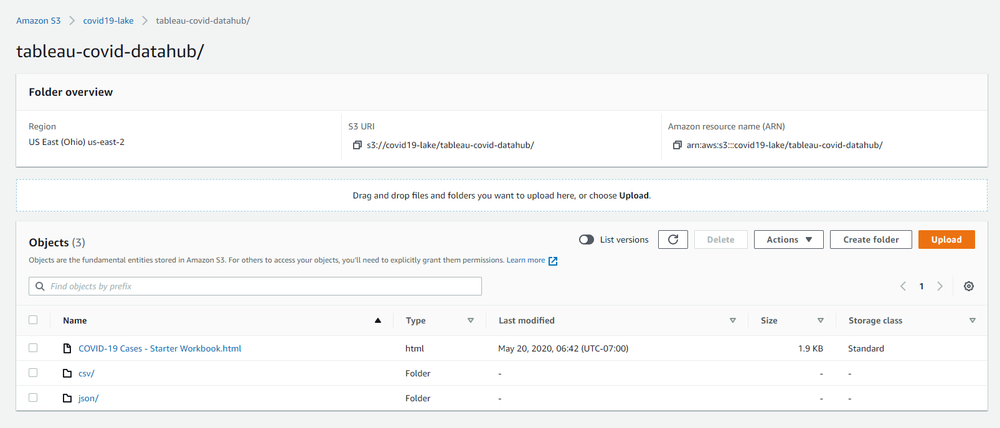 Amazon S3 > covid19-lake > tableau-covid-datahub/
tableau-covid-datahub/
Folder overview
Region
US East (Ohio) us-east-2
S3 URI
s3://covid19-lake/tableau-covid-datahub/
Amazon resource name (ARN)
arn:aws:s3:::covid19-lake/tableau-covid-datahub/
Drag and drop files and folders you want to upload here, or choose Upload.
Objects (3)
List versions
Delete
Actions
Create folder
Upload
Objects are the fundamental entities stored in Amazon S3. For others to access your objects, you'll need to explicitly grant them permissions. Learn more
Find objects by prefix
1
Name Type Last modified Size Storage class
COVID-19 Cases - Starter Workbook.html html May 20, 2020, 06:42 (UTC-07:00) 1.9 KB Standard
csv/ Folder - - -
json/ Folder - - -